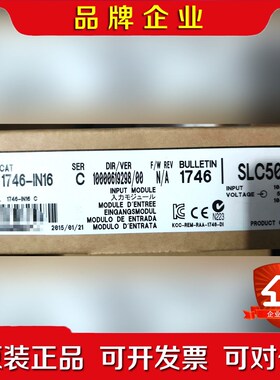 品 牌 企 业
CAT
1746-IN16
SER
C
DIR/VER
10000619298/00
F/W REV
N/A
BULLETIN
1746
SLC50
INPUT MODULE
入力モジュール
MODULE D'ENTREE
EINGANGSMODUL
MODULO DE ENTRADA
MODULO D'ENTRATA
INPUT
VOLTAGE
1746-IN16 C
2015/01/21
N223
KCC-REM-RAA-1746-DI
PRODUCT
原装正品 可开发票 可